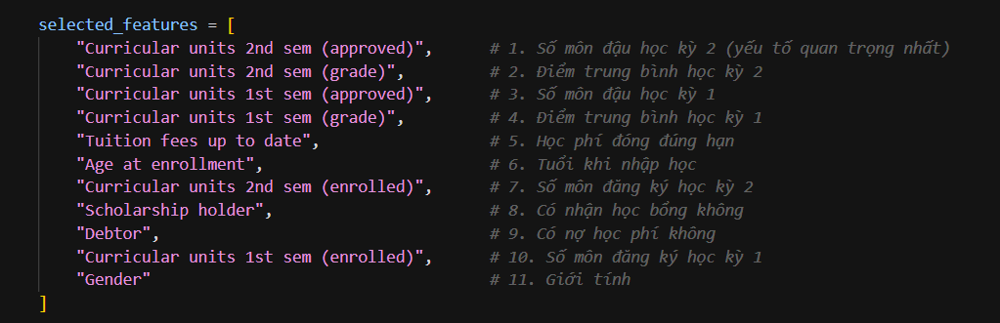 selected_features = [
"Curricular units 2nd sem (approved)", # 1. Số môn đậu học kỳ 2 (yếu tố quan trọng nhất)
"Curricular units 2nd sem (grade)", # 2. Điểm trung bình học kỳ 2
"Curricular units 1st sem (approved)", # 3. Số môn đậu học kỳ 1
"Curricular units 1st sem (grade)", # 4. Điểm trung bình học kỳ 1
"Tuition fees up to date", # 5. Học phí đóng đúng hạn
"Age at enrollment", # 6. Tuổi khi nhập học
"Curricular units 2nd sem (enrolled)", # 7. Số môn đăng ký học kỳ 2
"Scholarship holder", # 8. Có nhận học bổng không
"Debtor", # 9. Có nợ học phí không
"Curricular units 1st sem (enrolled)", # 10. Số môn đăng ký học kỳ 1
"Gender" # 11. Giới tính
]